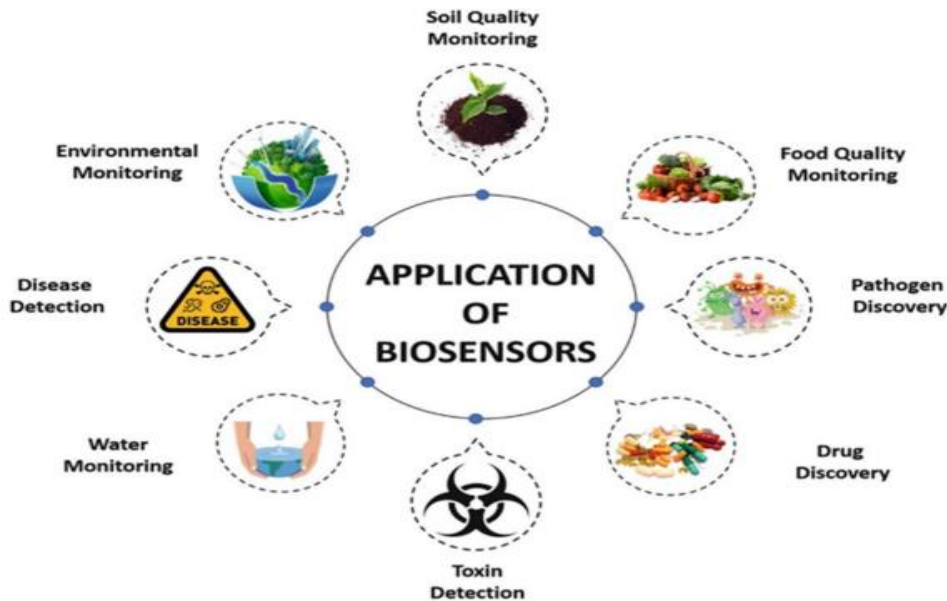 Soil Quality
Monitoring
Environmental
Monitoring
Food Quality
Monitoring
APPLICATION
OF
BIOSENSORS
Disease
Detection
DISEASE
Pathogen
Discovery
Water
Monitoring
Drug
Discovery
Toxin
Detection